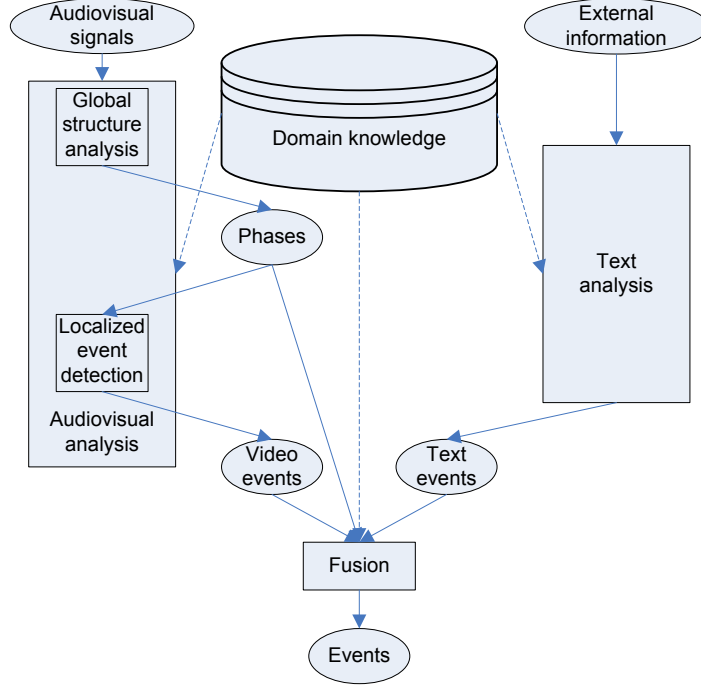 Audiovisual
signals
External
information
Global
structure
analysis
Domain knowledge
Phases
Text
analysis
Localized
event
detection
Audiovisual
analysis
Video
events
Text
events
Fusion
Events